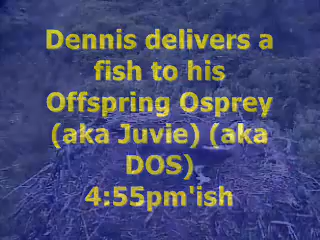 Dennis delivers a
fish to his
Offspring Osprey
(aka Juvie) (aka
DOS)
4:55pm'ish